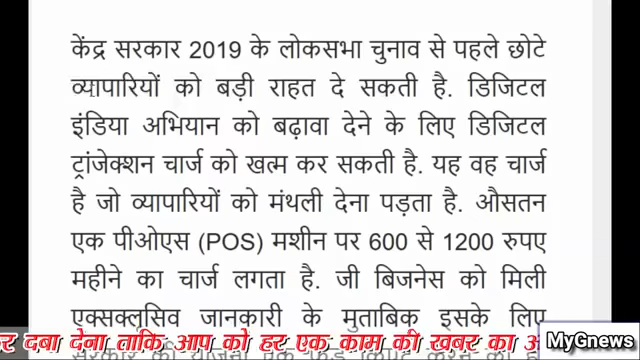 केंद्र सरकार 2019 के लोकसभा चुनाव से पहले छोटे
व्यापारियों को बड़ी राहत दे सकती है. डिजिटल
इंडिया अभियान को बढ़ावा देने के लिए डिजिटल
ट्रांजेक्शन चार्ज को खत्म कर सकती है. यह वह चार्ज
है जो व्यापारियों को मंथली देना पड़ता है. औसतन
एक पीओएस (POS) मशीन पर 600 से 1200 रुपए
महीने का चार्ज लगता है. जी बिजनेस को मिली
एक्सक्लूसिव जानकारी के मुताबिक इसके लिए
दबा देना ताकि आप को हर एक काम की खबर का
MyGnews